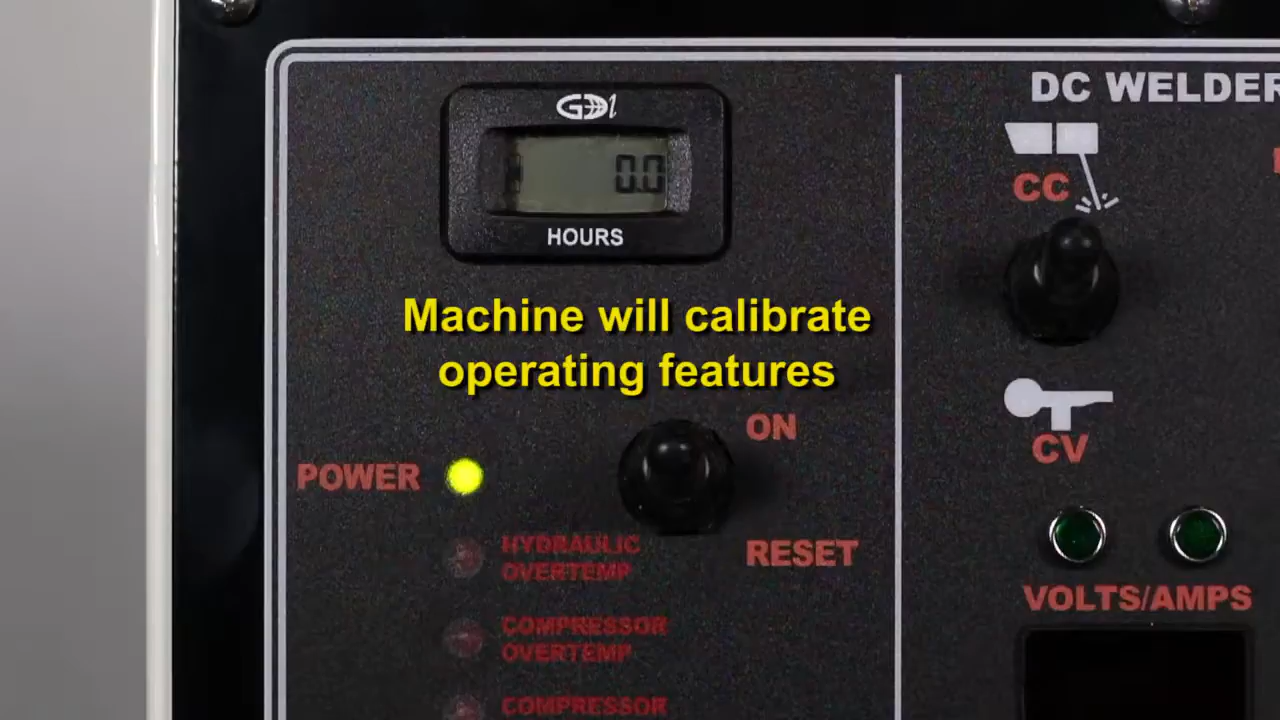 GDI
0.0
HOURS
DC WELDER
CC
Machine will calibrate
operating features
ON
POWER
CV
RESET
HYDRAULIC
OVERTEMP
VOLTS/AMPS
COMPRESSOR
OVERTEMP
COMPRESSOR